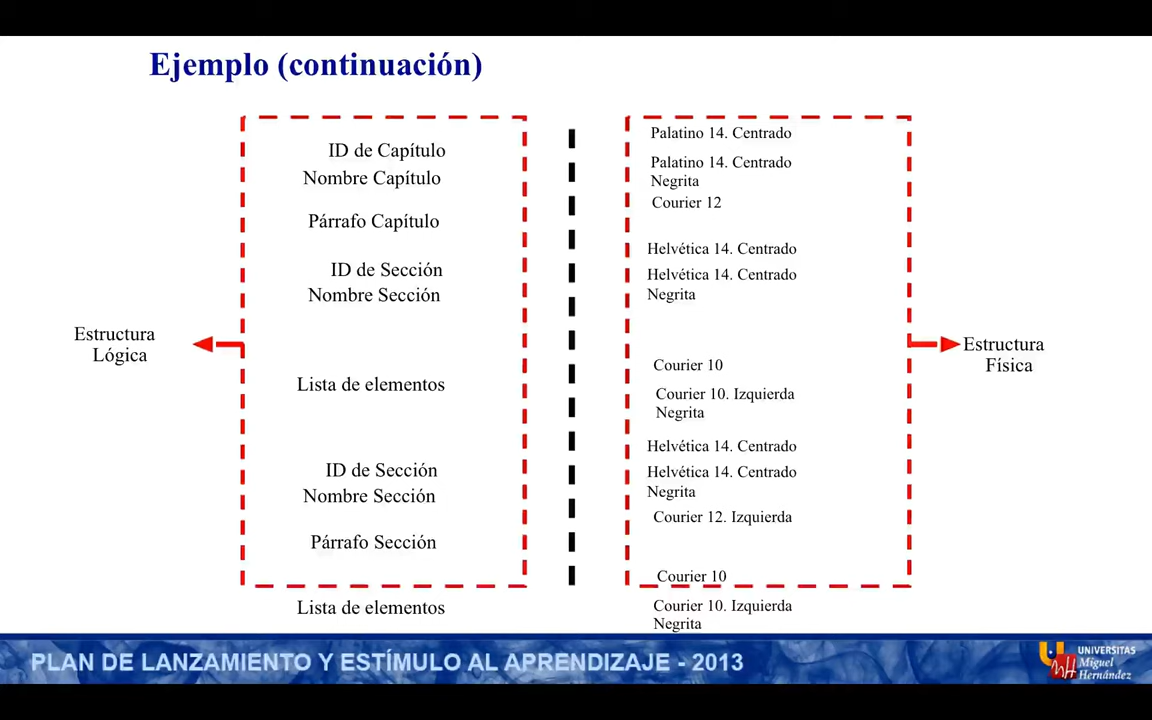 Ejemplo (continuación)
ID de Capítulo
Nombre Capítulo
Párrafo Capítulo
ID de Sección
Nombre Sección
Estructura
Lógica
Lista de elementos
ID de Sección
Nombre Sección
Párrafo Sección
Lista de elementos
Palatino 14. Centrado
Palatino 14. Centrado
Negrita
Courier 12
Helvética 14. Centrado
Helvética 14. Centrado
Negrita
Courier 10
Courier 10. Izquierda
Negrita
Helvética 14. Centrado
Helvética 14. Centrado
Negrita
Courier 12. Izquierda
Courier 10
Courier 10. Izquierda
Negrita
Estructura
Física
PLAN DE LANZAMIENTO Y ESTÍMULO AL APRENDIZAJE - 2013
UNIVERSITAS
Miguel
Hernández